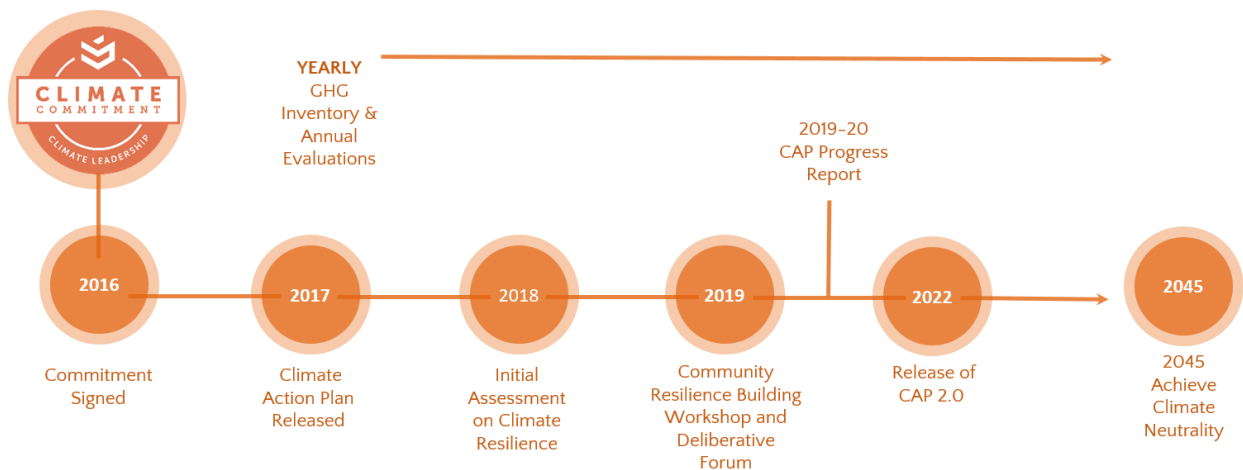 CLIMATE
COMMITMENT
CLIMATE LEADERSHIP
YEARLY
GHG
Inventory &
Annual
Evaluations
2019-20
CAP Progress
Report
2016
Commitment
Signed
2017
Climate
Action Plan
Released
2018
Initial
Assessment
on Climate
Resilience
2019
Community
Resilience Building
Workshop and
Deliberative
Forum
2022
Release of
CAP 2.0
2045
2045
Achieve
Climate
Neutrality